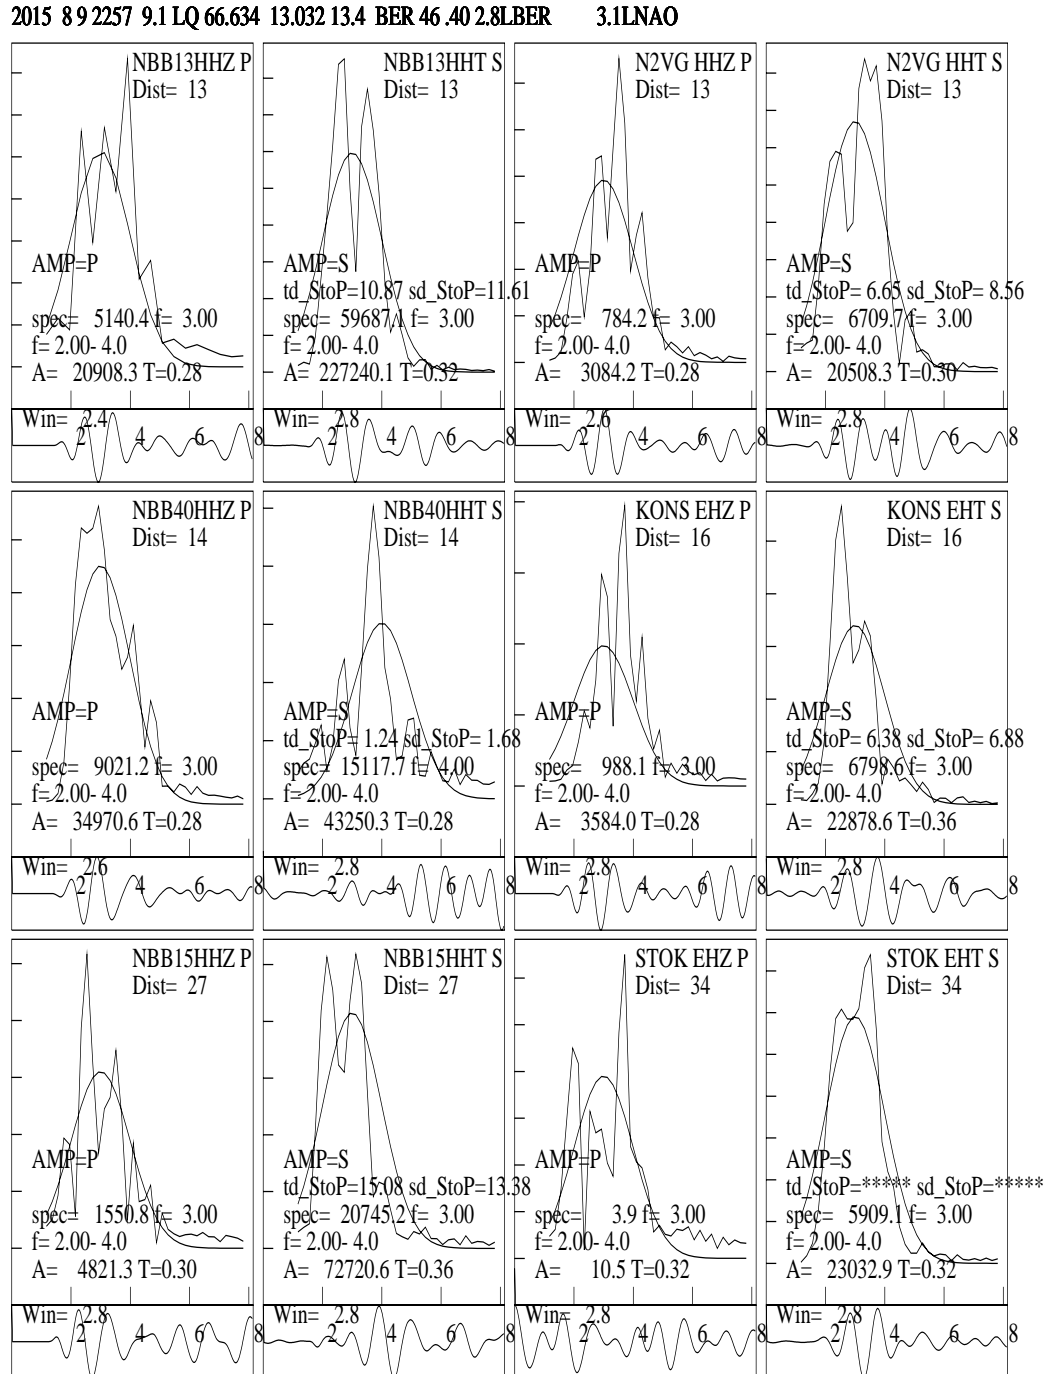 2015 8 9 2257 9.1 LQ 66.634 13.032 13.4 BER 46 .40 2.8LBER 3.1LNAO
NBB13HHZ P
Dist= 13
AMP=P
spec= 5140.4 f= 3.00
f= 2.00- 4.0
A= 20908.3 T=0.28
Win= 2.4
2 4 6 8
NBB13HHT S
Dist= 13
AMP=S
td_StoP=10.87 sd_StoP=11.61
spec= 59687.1 f= 3.00
f= 2.00- 4.0
A= 227240.1 T=0.32
Win= 2.8
2 4 6 8
N2VG HHZ P
Dist= 13
AMP=P
spec= 784.2 f= 3.00
f= 2.00- 4.0
A= 3084.2 T=0.28
Win= 2.6
2 4 6 8
N2VG HHT S
Dist= 13
AMP=S
td_StoP= 6.65 sd_StoP= 8.56
spec= 6709.7 f= 3.00
f= 2.00- 4.0
A= 20508.3 T=0.30
Win= 2.8
2 4 6 8
NBB40HHZ P
Dist= 14
AMP=P
spec= 9021.2 f= 3.00
f= 2.00- 4.0
A= 34970.6 T=0.28
Win= 2.6
2 4 6 8
NBB40HHT S
Dist= 14
AMP=S
td_StoP= 1.24 sd_StoP= 1.68
spec= 15117.7 f= 4.00
f= 2.00- 4.0
A= 43250.3 T=0.28
Win= 2.8
2 4 6 8
KONS EHZ P
Dist= 16
AMP=P
spec= 988.1 f= 3.00
f= 2.00- 4.0
A= 3584.0 T=0.28
Win= 2.8
2 4 6 8
KONS EHT S
Dist= 16
AMP=S
td_StoP= 6.38 sd_StoP= 6.88
spec= 6798.6 f= 3.00
f= 2.00- 4.0
A= 22878.6 T=0.36
Win= 2.8
2 4 6 8
NBB15HHZ P
Dist= 27
AMP=P
spec= 1550.8 f= 3.00
f= 2.00- 4.0
A= 4821.3 T=0.30
Win= 2.8
2 4 6 8
NBB15HHT S
Dist= 27
AMP=S
td_StoP=15.08 sd_StoP=13.38
spec= 20745.2 f= 3.00
f= 2.00- 4.0
A= 72720.6 T=0.36
Win= 2.8
2 4 6 8
STOK EHZ P
Dist= 34
AMP=P
spec= 3.9 f= 3.00
f= 2.00- 4.0
A= 10.5 T=0.32
Win= 2.8
2 4 6 8
STOK EHT S
Dist= 34
AMP=S
td_StoP=***** sd_StoP=*****
spec= 5909.1 f= 3.00
f= 2.00- 4.0
A= 23032.9 T=0.32
Win= 2.8
2 4 6 8